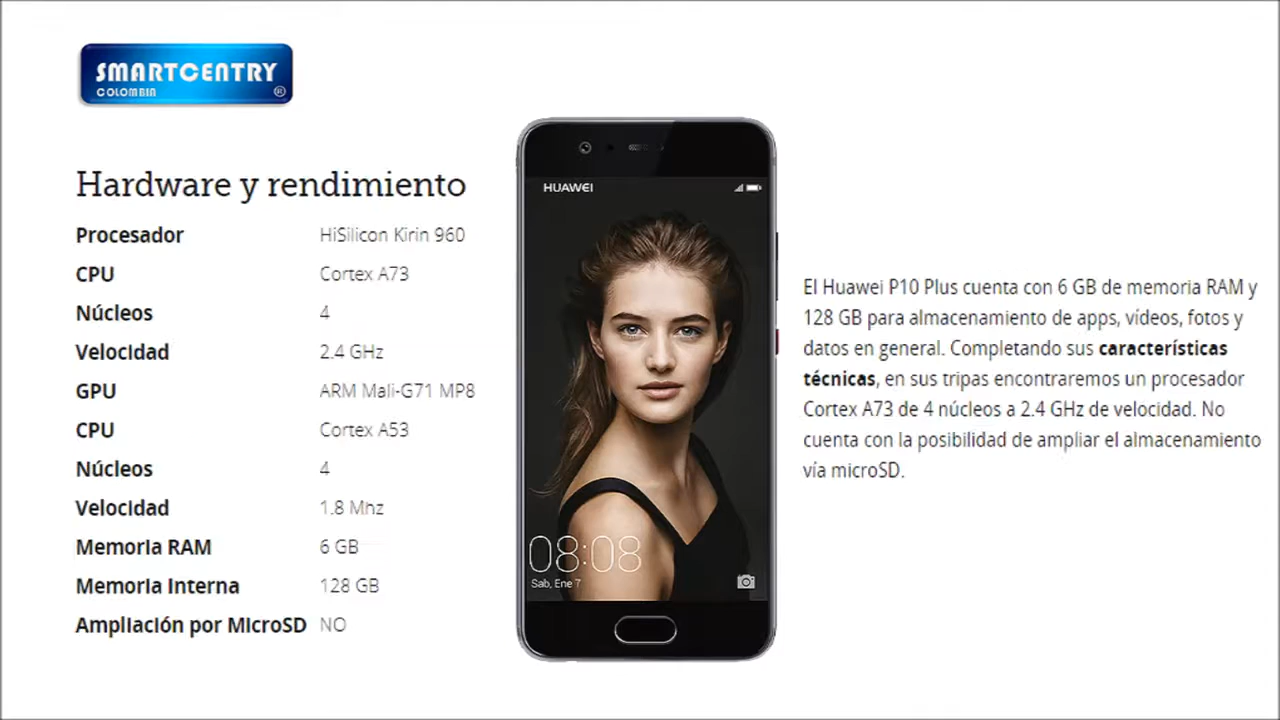 SMARTCENTRY
COLOMBIA ®
Hardware y rendimiento
Procesador HiSilicon Kirin 960
CPU Cortex A73
Núcleos 4
Velocidad 2.4 GHz
GPU ARM Mali-G71 MP8
CPU Cortex A53
Núcleos 4
Velocidad 1.8 Mhz
Memoria RAM 6 GB
Memoria Interna 128 GB
Ampliación por MicroSD NO
HUAWEI
08:08
Sab, Ene 7
El Huawei P10 Plus cuenta con 6 GB de memoria RAM y
128 GB para almacenamiento de apps, vídeos, fotos y
datos en general. Completando sus características
técnicas, en sus tripas encontraremos un procesador
Cortex A73 de 4 núcleos a 2.4 GHz de velocidad. No
cuenta con la posibilidad de ampliar el almacenamiento
vía microSD.